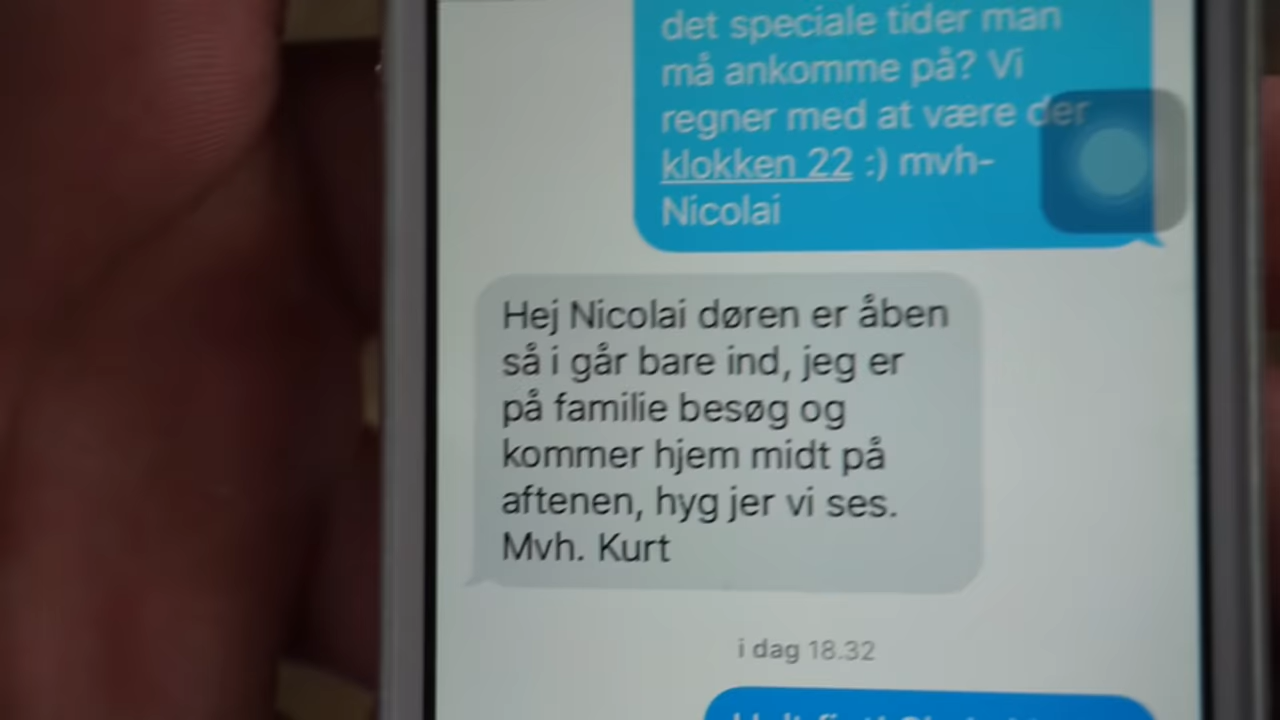 det speciale tider man
må ankomme på? Vi
regner med at være der
klokken 22 :) mvh-
Nicolai
Hej Nicolai døren er åben
så i går bare ind, jeg er
på familie besøg og
kommer hjem midt på
aftenen, hyg jer vi ses.
Mvh. Kurt
i dag 18.32